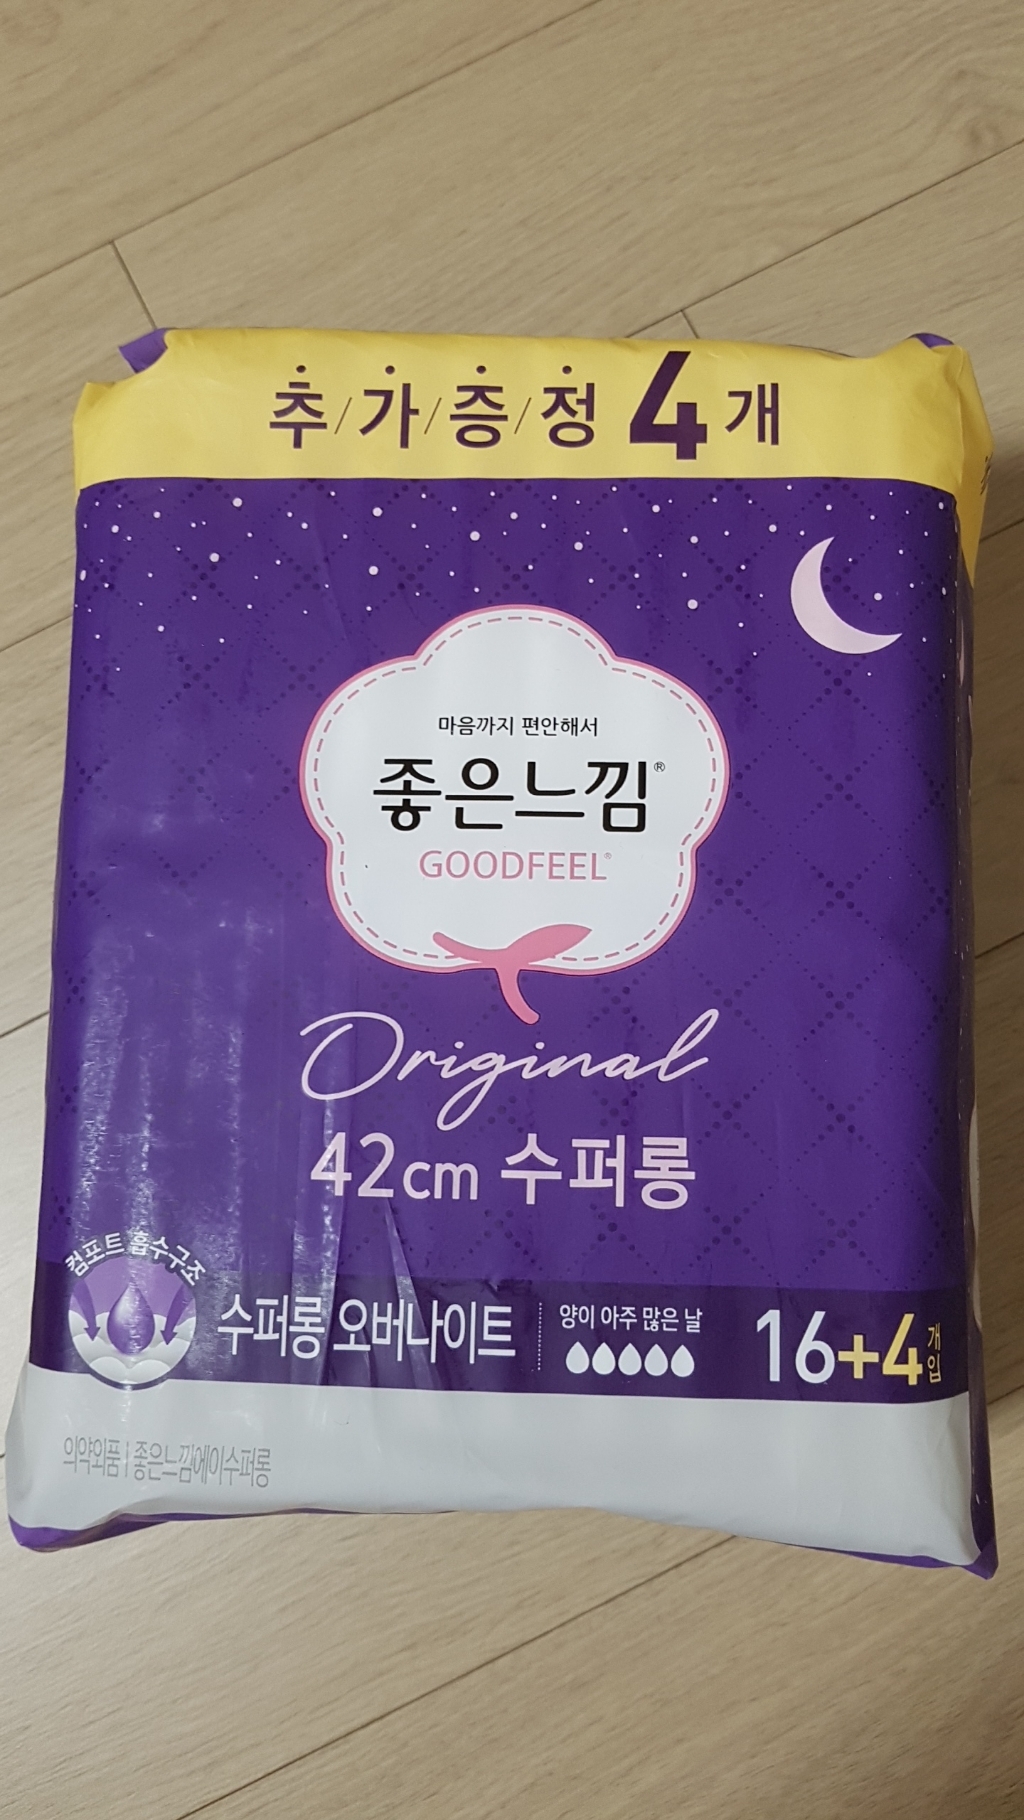 추/가/증/정 4개
마음까지 편안해서
좋은느낌®
GOODFEEL®
Original
42cm 수퍼롱
컴포트 흡수구조
수퍼롱 오버나이트
양이 아주 많은 날
16+4개입
의약외품 | 좋은느낌에이수퍼롱